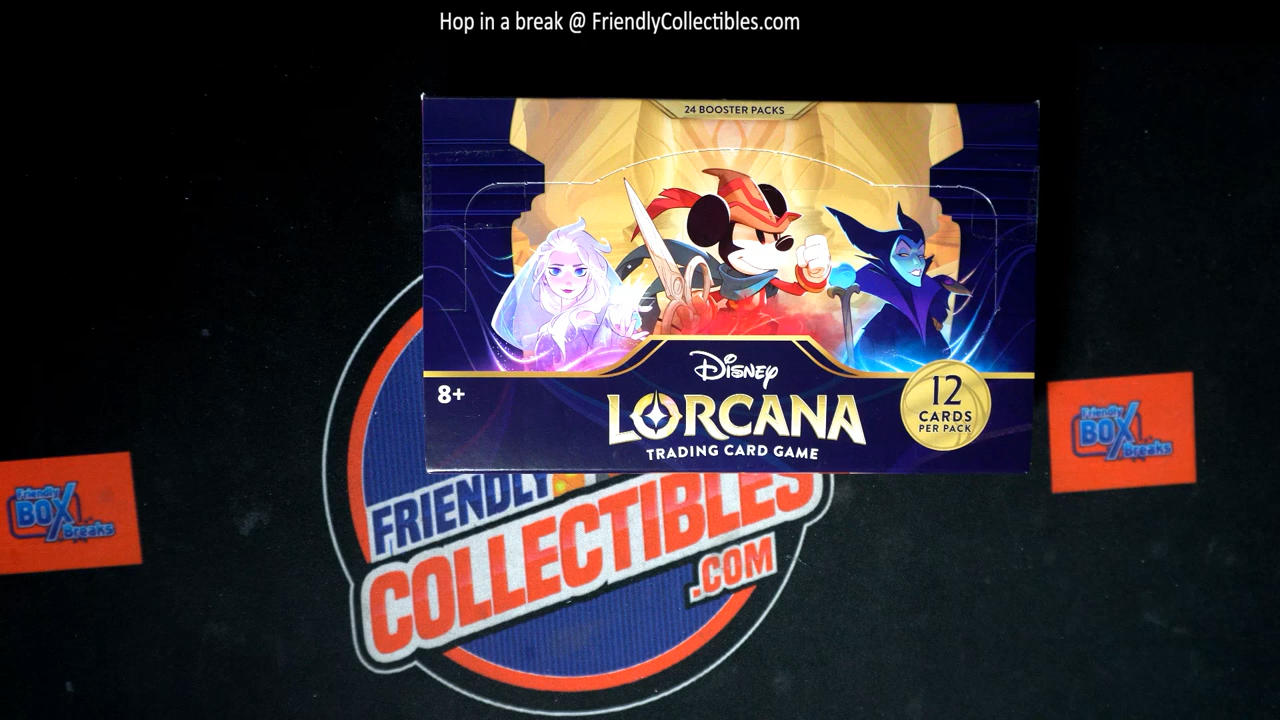 Hop in a break @ FriendlyCollectibles.com
24 BOOSTER PACKS
8+
DISNEY
LORCANA
TRADING CARD GAME
12
CARDS
PER PACK
FRIENDLY
COLLECTIBLES
.COM
Friendly
BOX
Breaks
Friendly
BOX
Breaks